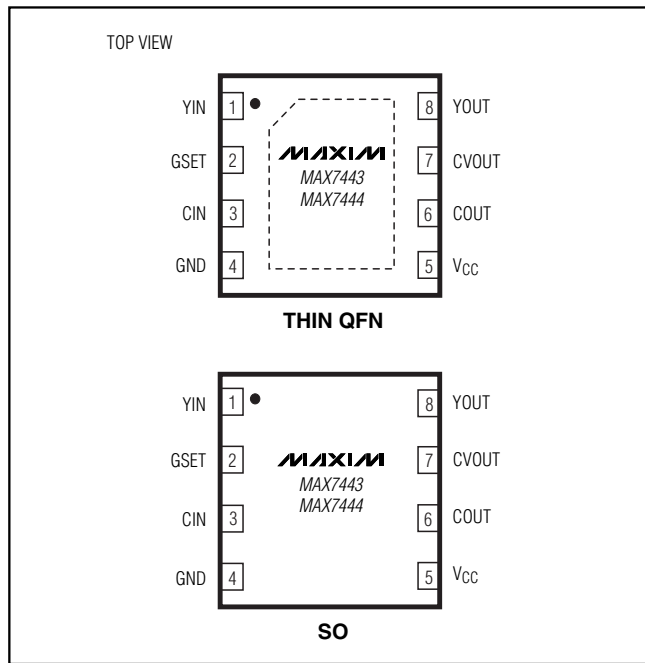 TOP VIEW
YIN 1 8 YOUT
GSET 2 MAXIM 7 CVOUT
MAX7443
MAX7444
CIN 3 6 COUT
GND 4 5 VCC
THIN QFN
YIN 1 8 YOUT
GSET 2 MAXIM 7 CVOUT
MAX7443
MAX7444
CIN 3 6 COUT
GND 4 5 VCC
SO